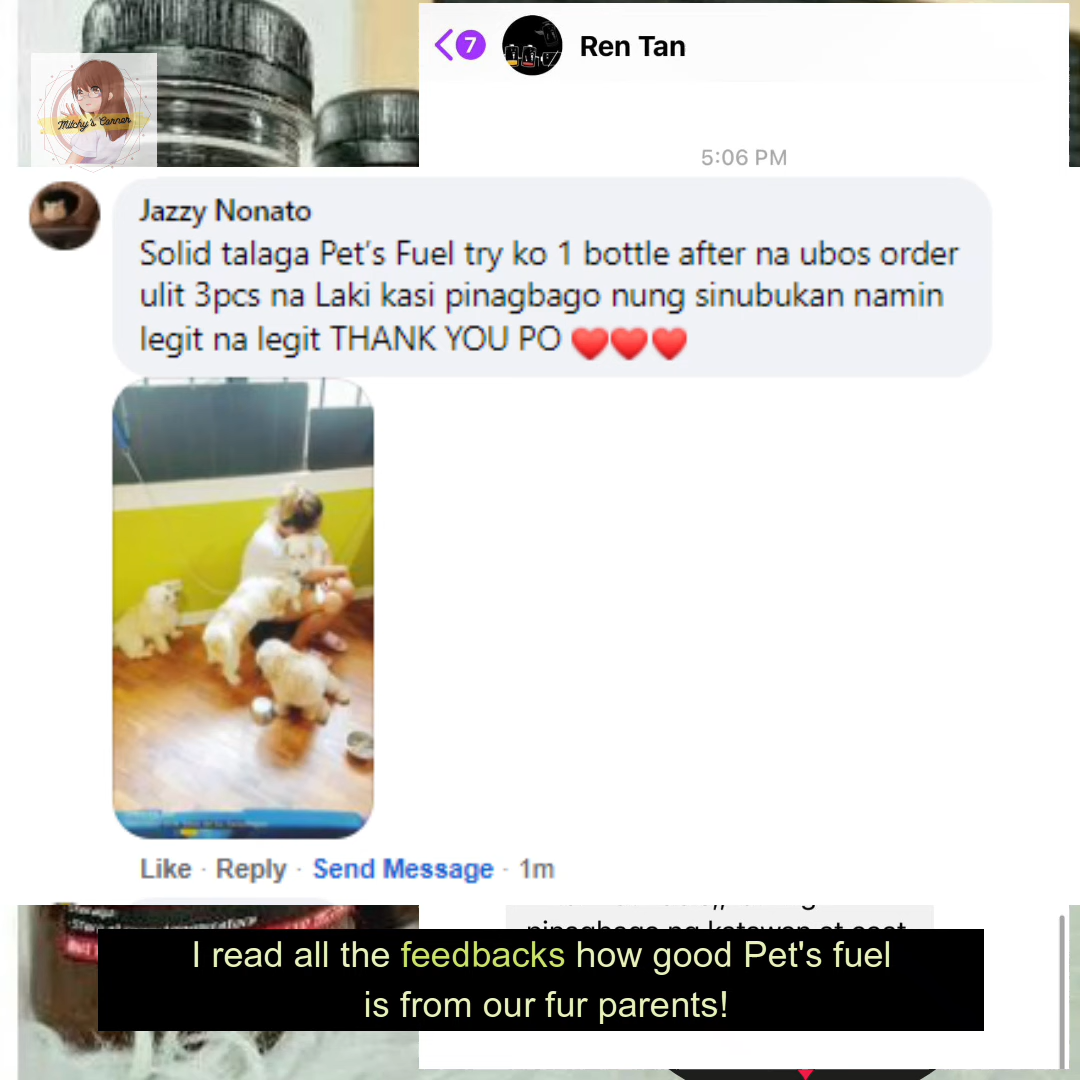 7 Ren Tan
Mitchy's Corner
5:06 PM
Jazzy Nonato
Solid talaga Pet's Fuel try ko 1 bottle after na ubos order
ulit 3pcs na Laki kasi pinagbago nung sinubukan namin
legit na legit THANK YOU PO ❤️❤️❤️
Like · Reply · Send Message · 1m
I read all the feedbacks how good Pet's fuel
is from our fur parents!